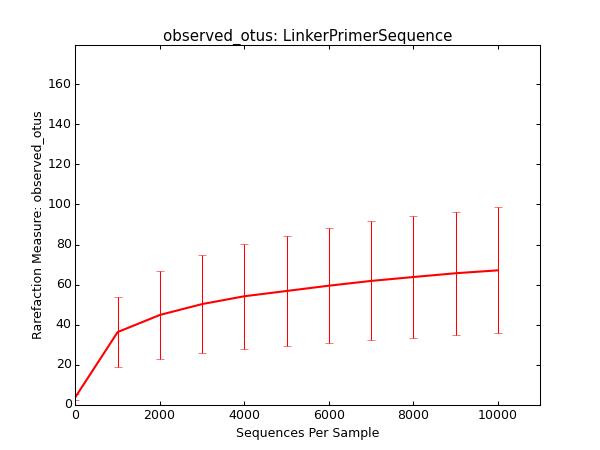 observed_otus: LinkerPrimerSequence
Rarefaction Measure: observed_otus
160
140
120
100
80
60
40
20
0
0 2000 4000 6000 8000 10000
Sequences Per Sample